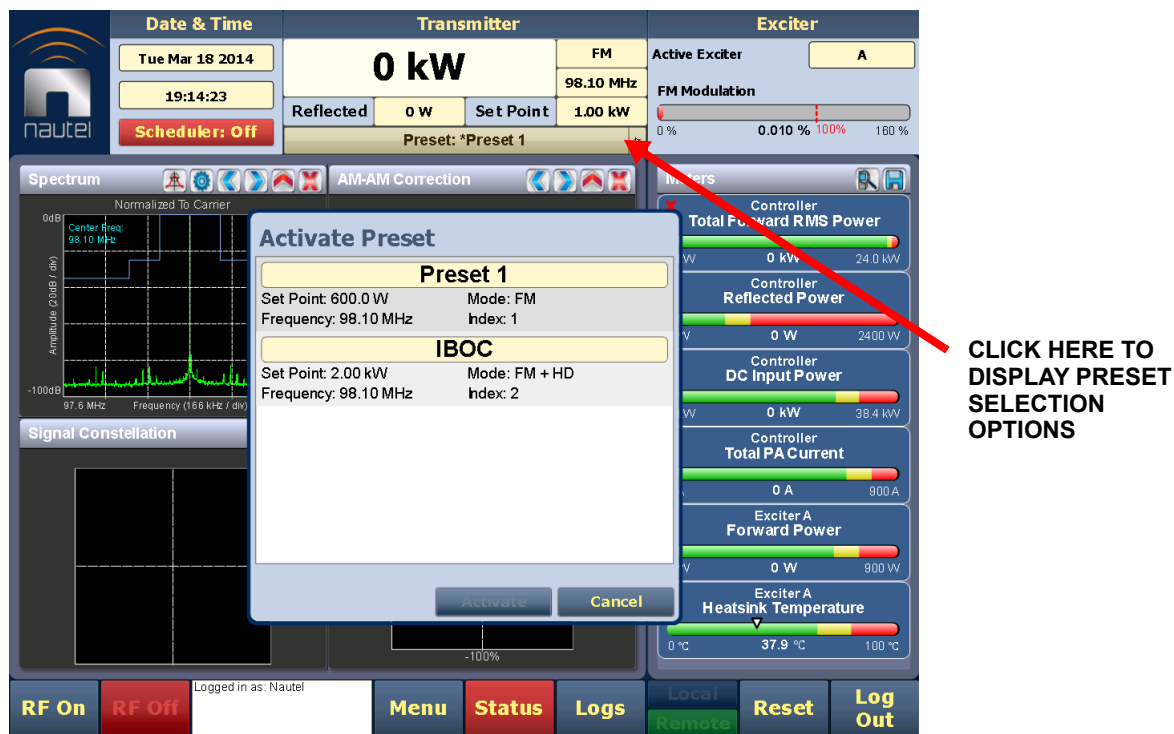 Date & Time
Transmitter
Exciter
nautel
Tue Mar 18 2014
19:14:23
Scheduler: Off
0 kW
FM
98.10 MHz
Reflected
0 W
Set Point
1.00 kW
Preset: *Preset 1
Active Exciter
A
FM Modulation
0 %
0.010 %
100%
160 %
Spectrum
AM-AM Correction
Meters
Normalized To Carrier
0dB
Center Freq:
98.10 MHz
Amplitude (20dB / div)
-100dB
97.6 MHz
Frequency (166 kHz / div)
Signal Constellation
Activate Preset
Preset 1
Set Point: 600.0 W
Mode: FM
Frequency: 98.10 MHz
Index: 1
IBOC
Set Point: 2.00 kW
Mode: FM + HD
Frequency: 98.10 MHz
Index: 2
Activate
Cancel
-100%
Controller
Total Forward RMS Power
0 kW
24.0 kW
Controller
Reflected Power
0 W
2400 W
Controller
DC Input Power
0 kW
38.4 kW
Controller
Total PA Current
0 A
900 A
Exciter A
Forward Power
0 W
900 W
Exciter A
Heatsink Temperature
0 °C
37.9 °C
100 °C
CLICK HERE TO
DISPLAY PRESET
SELECTION
OPTIONS
RF On
RF Off
Logged in as: Nautel
Menu
Status
Logs
Local
Remote
Reset
Log
Out